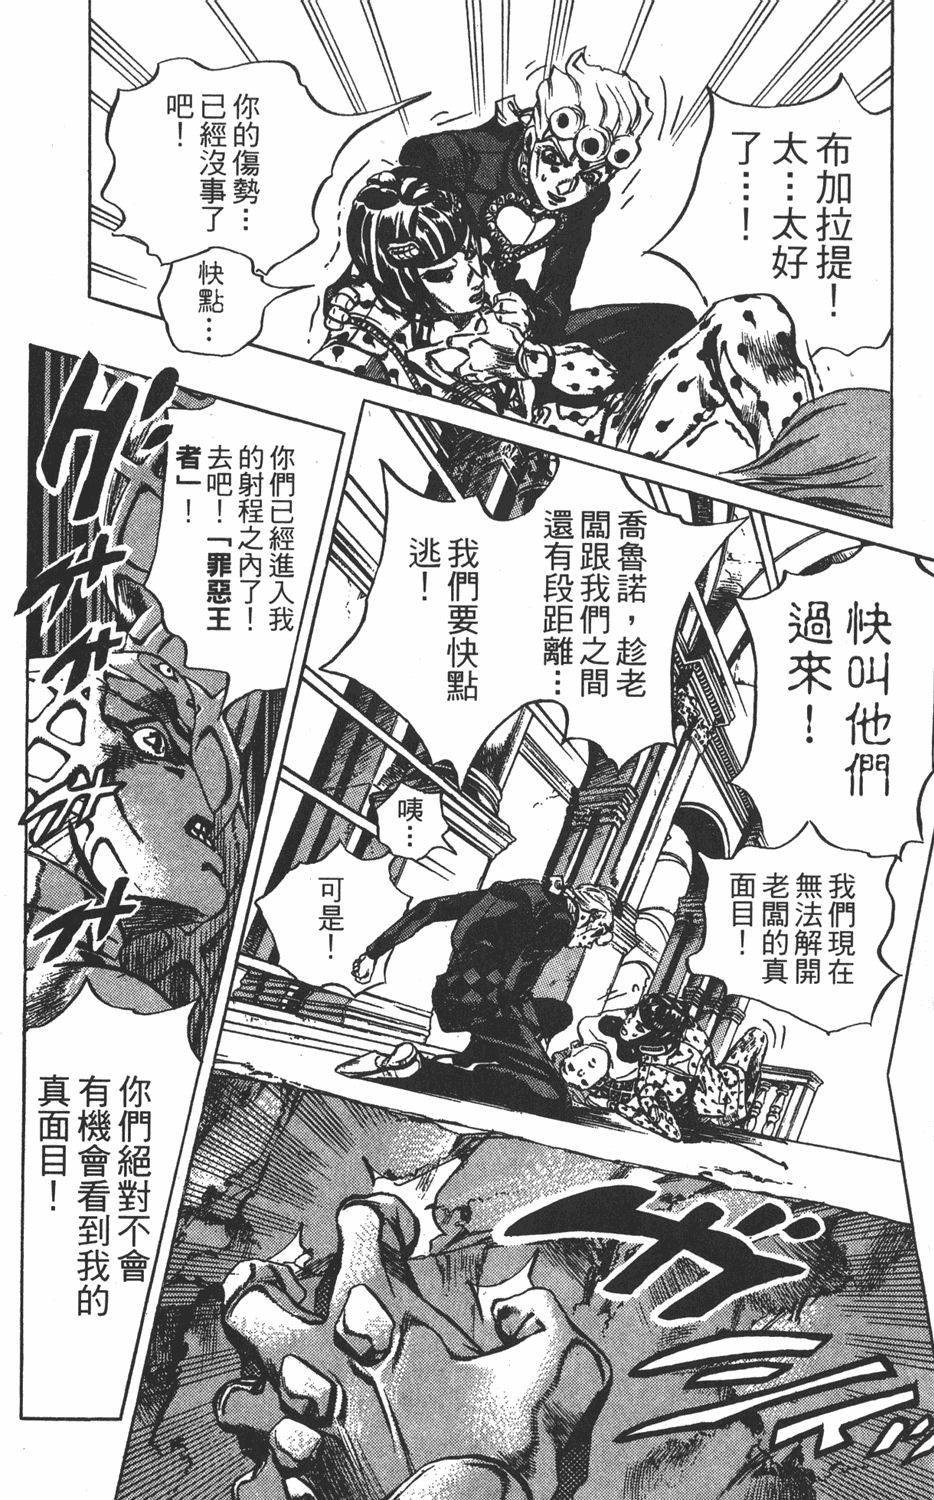 布加拉提！
太…太好
了…！
你的傷勢…
已經沒事了
吧！
快點…
快叫他們
過來！
喬魯諾，趁老
闆跟我們之間
還有段距離…
我們要快點
逃！
我們現在
無法解開
老闆的真
面目！
咦…
可是！
你們已經進入我
的射程之內了！
去吧！「罪惡王
者」！
你們絕對不會
有機會看到我的
真面目！